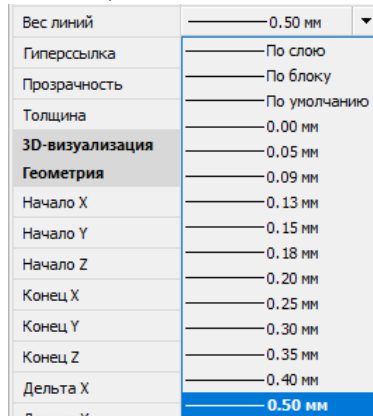 Вес линий 0.50 мм
Гиперссылка
Прозрачность
Толщина
3D-визуализация
Геометрия
Начало X
Начало Y
Начало Z
Конец X
Конец Y
Конец Z
Дельта X
По слою
По блоку
По умолчанию
0.00 мм
0.05 мм
0.09 мм
0.13 мм
0.15 мм
0.18 мм
0.20 мм
0.25 мм
0.30 мм
0.35 мм
0.40 мм
0.50 мм